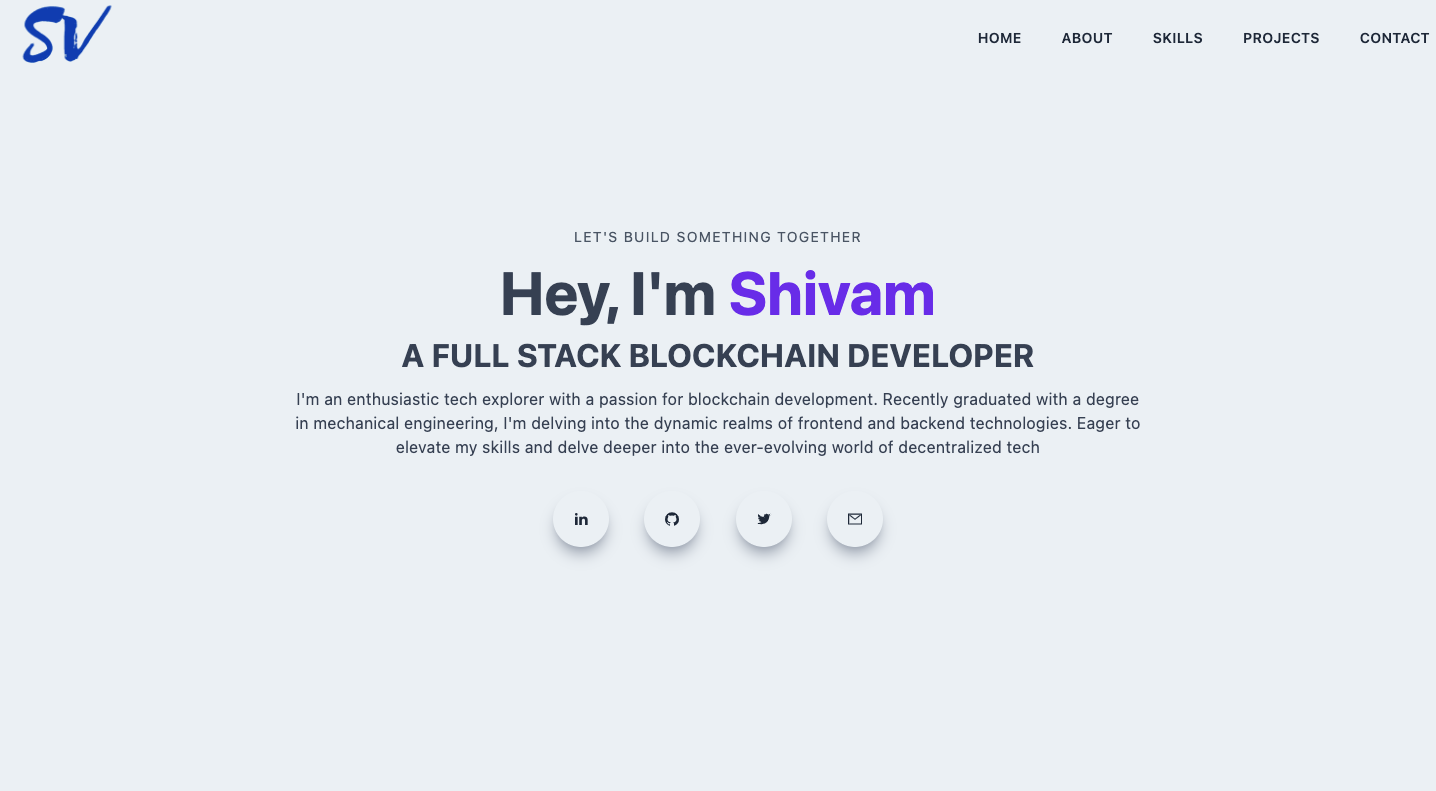 SV
HOME ABOUT SKILLS PROJECTS CONTACT
LET'S BUILD SOMETHING TOGETHER
Hey, I'm Shivam
A FULL STACK BLOCKCHAIN DEVELOPER
I'm an enthusiastic tech explorer with a passion for blockchain development. Recently graduated with a degree
in mechanical engineering, I'm delving into the dynamic realms of frontend and backend technologies. Eager to
elevate my skills and delve deeper into the ever-evolving world of decentralized tech
in